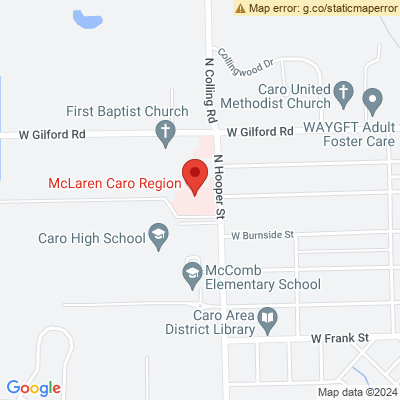 Map error: g.co/staticmaperror
Collingwood Dr
N Colling Rd
Caro United
Methodist Church
First Baptist Church
WAYGFT Adult
Foster Care
W Gilford Rd
W Gilford Rd
McLaren Caro Region
N Hooper St
Caro High School
W Burnside St
McComb
Elementary School
Caro Area
District Library
W Frank St
Google
Map data ©2024